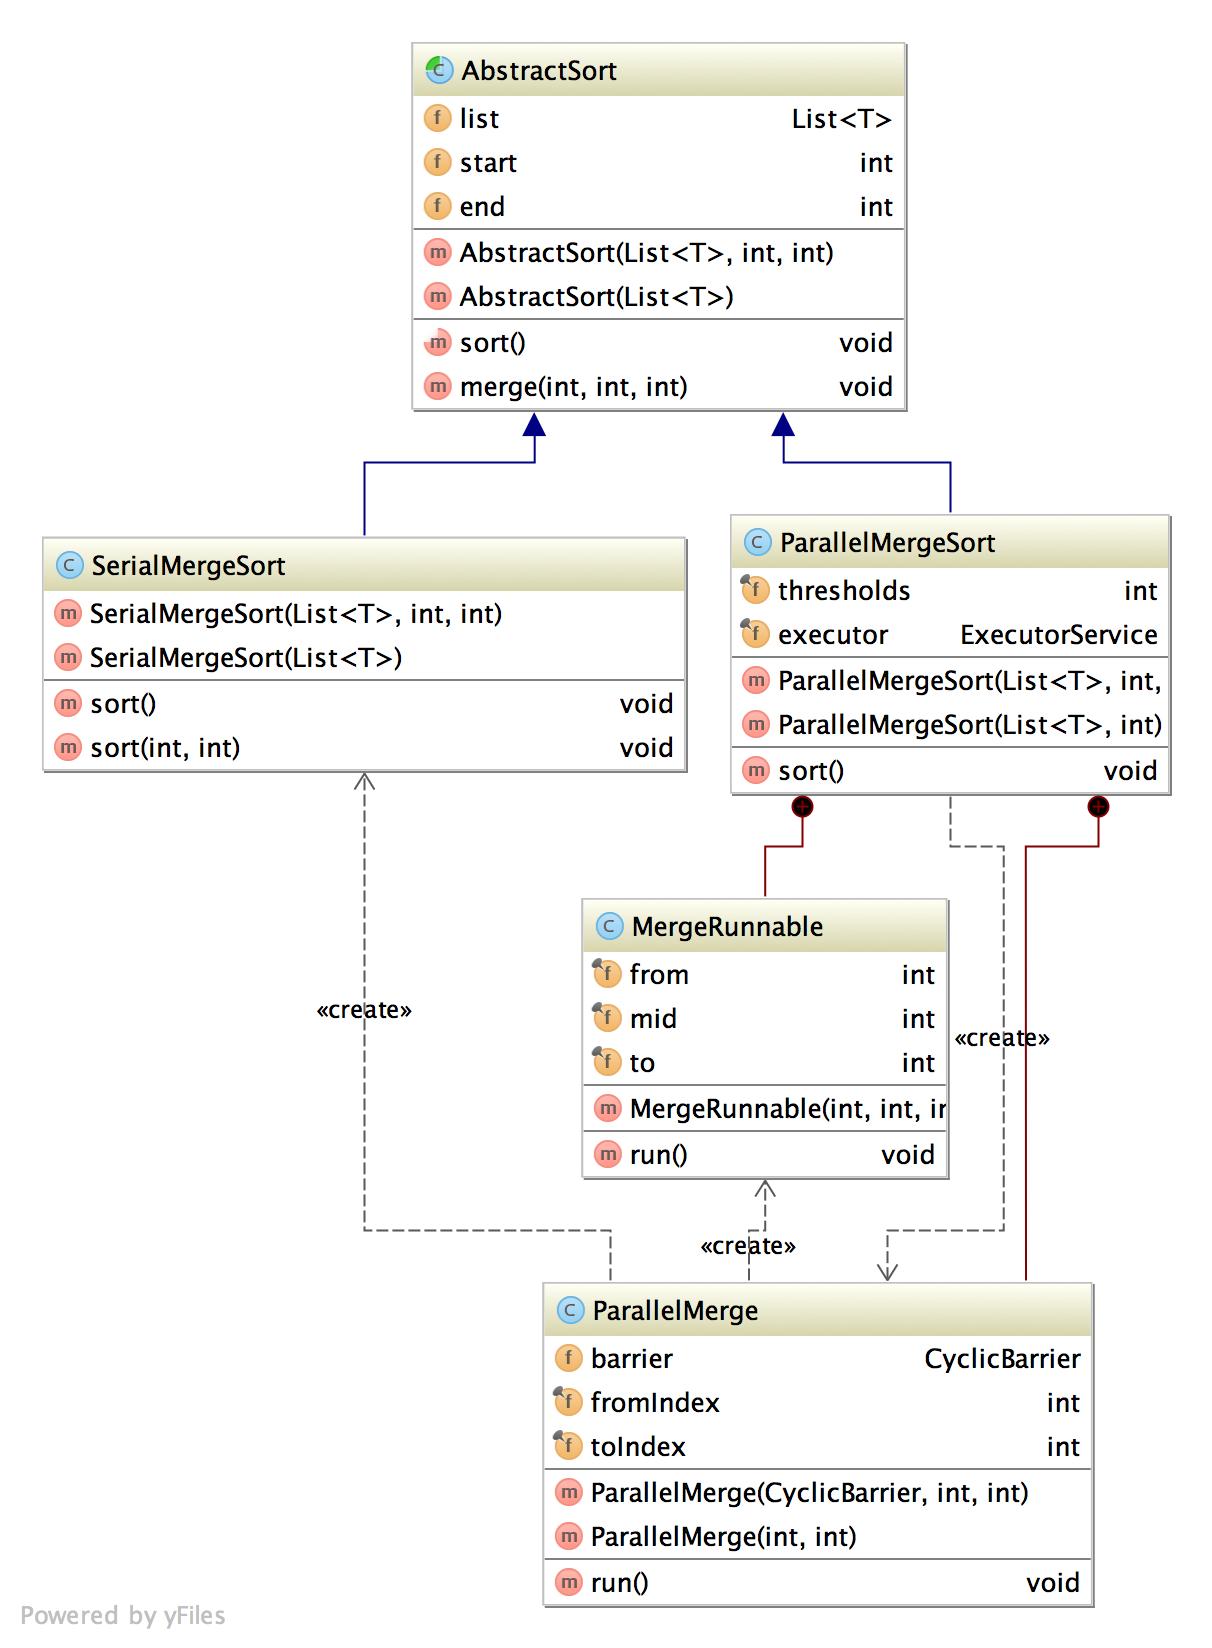 AbstractSort
list List<T>
start int
end int
AbstractSort(List<T>, int, int)
AbstractSort(List<T>)
sort() void
merge(int, int, int) void
SerialMergeSort
SerialMergeSort(List<T>, int, int)
SerialMergeSort(List<T>)
sort() void
sort(int, int) void
ParallelMergeSort
thresholds int
executor ExecutorService
ParallelMergeSort(List<T>, int,
ParallelMergeSort(List<T>, int)
sort() void
MergeRunnable
from int
mid int
to int
MergeRunnable(int, int, in
run() void
«create»
«create»
«create»
ParallelMerge
barrier CyclicBarrier
fromIndex int
toIndex int
ParallelMerge(CyclicBarrier, int, int)
ParallelMerge(int, int)
run() void
Powered by yFiles